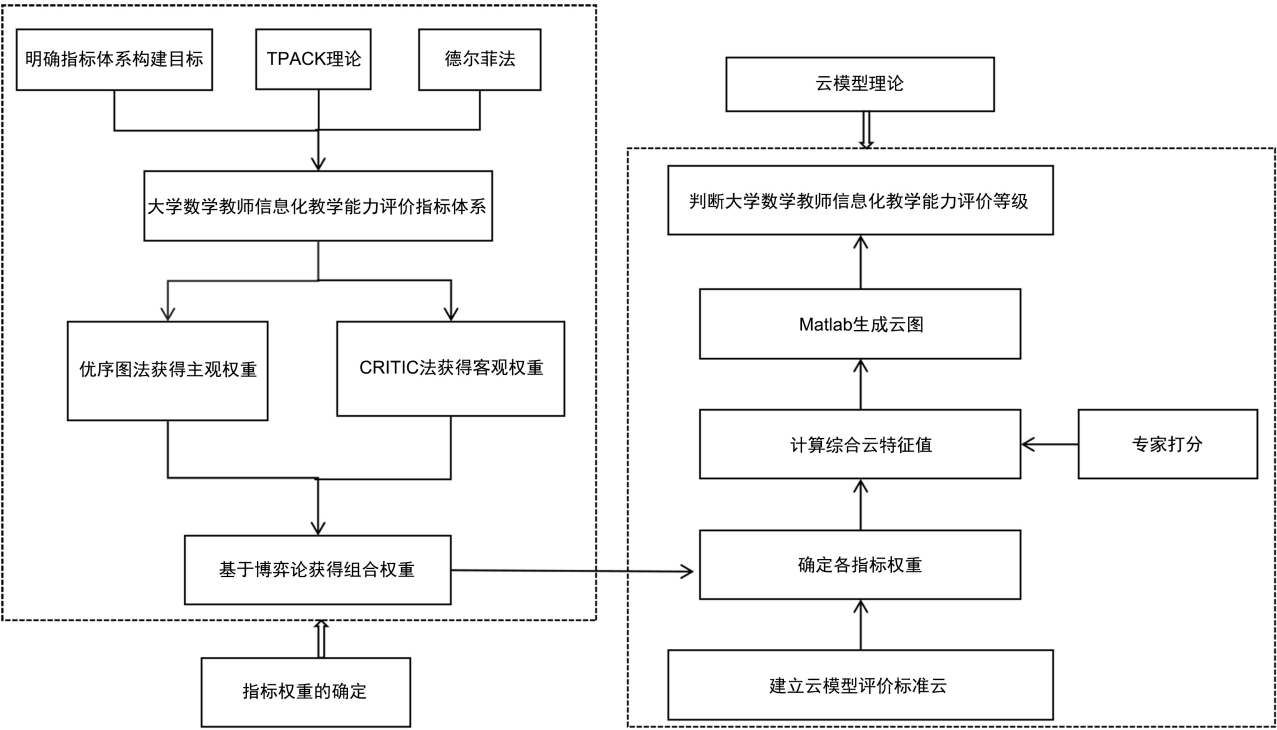 明确指标体系构建目标
TPACK理论
德尔菲法
大学数学教师信息化教学能力评价指标体系
优序图法获得主观权重
CRITIC法获得客观权重
基于博弈论获得组合权重
指标权重的确定
云模型理论
判断大学数学教师信息化教学能力评价等级
Matlab生成云图
计算综合云特征值
专家打分
确定各指标权重
建立云模型评价标准云